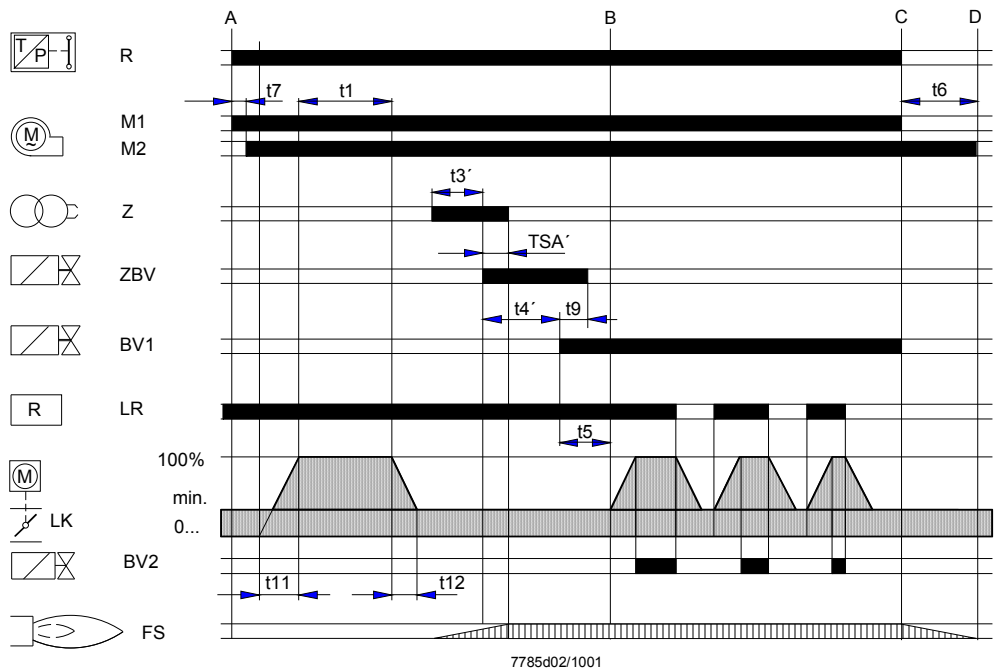 A B C D
T P R
t7 t1 t6
M1
M ~
M2
t3´
Z
TSA´
ZBV
t4´ t9
BV1
R LR
t5
100%
M
min.
LK
0...
BV2
t11 t12
FS
7785d02/1001